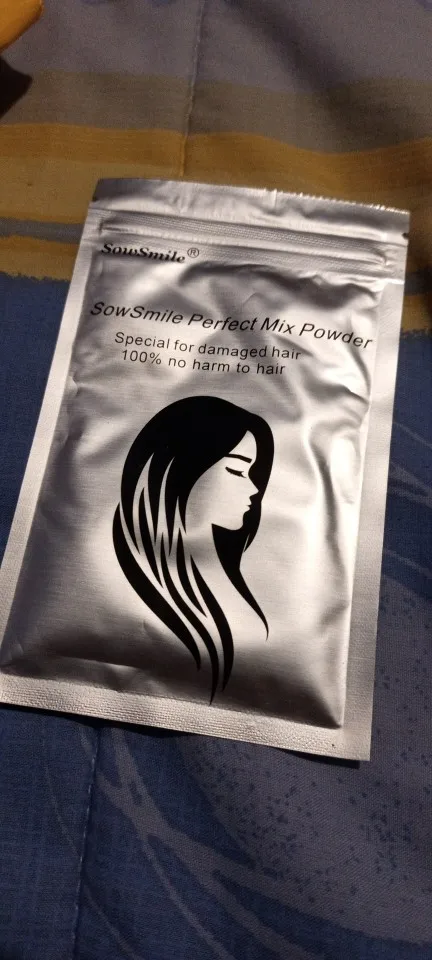 SowSmile®
SowSmile Perfect Mix Powder
Special for damaged hair
100% no harm to hair